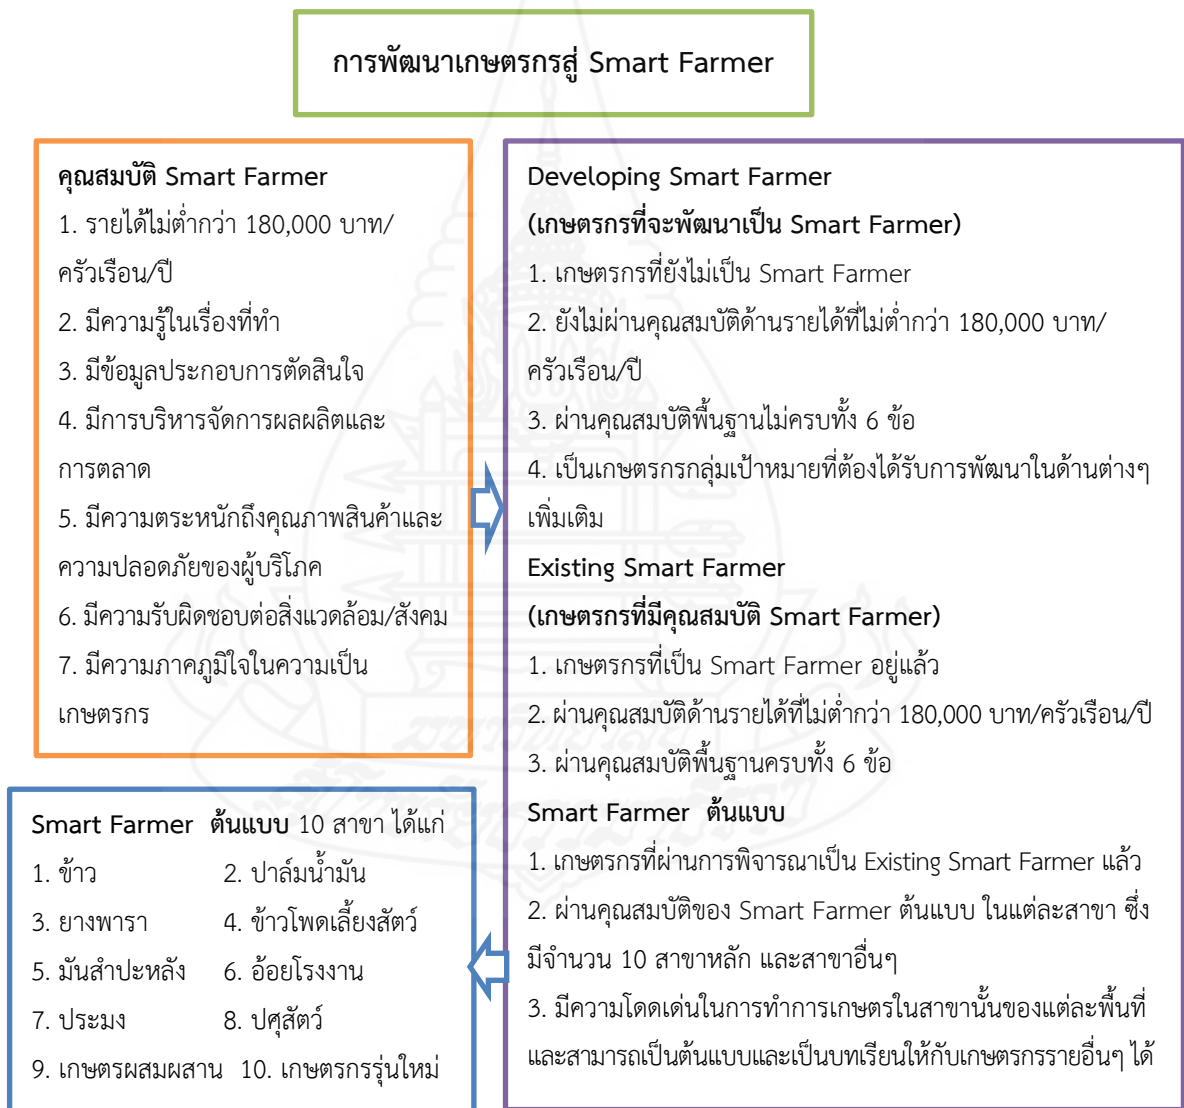 การพัฒนาเกษตรกรสู่ Smart Farmer
คุณสมบัติ Smart Farmer
1. รายได้ไม่ต่ำกว่า 180,000 บาท/
ครัวเรือน/ปี
2. มีความรู้ในเรื่องที่ทำ
3. มีข้อมูลประกอบการตัดสินใจ
4. มีการบริหารจัดการผลผลิตและ
การตลาด
5. มีความตระหนักถึงคุณภาพสินค้าและ
ความปลอดภัยของผู้บริโภค
6. มีความรับผิดชอบต่อสิ่งแวดล้อม/สังคม
7. มีความภาคภูมิใจในความเป็น
เกษตรกร
Developing Smart Farmer
(เกษตรกรที่จะพัฒนาเป็น Smart Farmer)
1. เกษตรกรที่ยังไม่เป็น Smart Farmer
2. ยังไม่ผ่านคุณสมบัติด้านรายได้ที่ไม่ต่ำกว่า 180,000 บาท/
ครัวเรือน/ปี
3. ผ่านคุณสมบัติพื้นฐานไม่ครบทั้ง 6 ข้อ
4. เป็นเกษตรกรกลุ่มเป้าหมายที่ต้องได้รับการพัฒนาในด้านต่างๆ
เพิ่มเติม
Existing Smart Farmer
(เกษตรกรที่มีคุณสมบัติ Smart Farmer)
1. เกษตรกรที่เป็น Smart Farmer อยู่แล้ว
2. ผ่านคุณสมบัติด้านรายได้ที่ไม่ต่ำกว่า 180,000 บาท/ครัวเรือน/ปี
3. ผ่านคุณสมบัติพื้นฐานครบทั้ง 6 ข้อ
Smart Farmer ต้นแบบ
1. เกษตรกรที่ผ่านการพิจารณาเป็น Existing Smart Farmer แล้ว
2. ผ่านคุณสมบัติของ Smart Farmer ต้นแบบ ในแต่ละสาขา ซึ่ง
มีจำนวน 10 สาขาหลัก และสาขาอื่นๆ
3. มีความโดดเด่นในการทำการเกษตรในสาขานั้นของแต่ละพื้นที่
และสามารถเป็นต้นแบบและเป็นบทเรียนให้กับเกษตรกรรายอื่นๆ ได้
Smart Farmer ต้นแบบ 10 สาขา ได้แก่
1. ข้าว 2. ปาล์มน้ำมัน
3. ยางพารา 4. ข้าวโพดเลี้ยงสัตว์
5. มันสำปะหลัง 6. อ้อยโรงงาน
7. ประมง 8. ปศุสัตว์
9. เกษตรผสมผสาน 10. เกษตรกรรุ่นใหม่